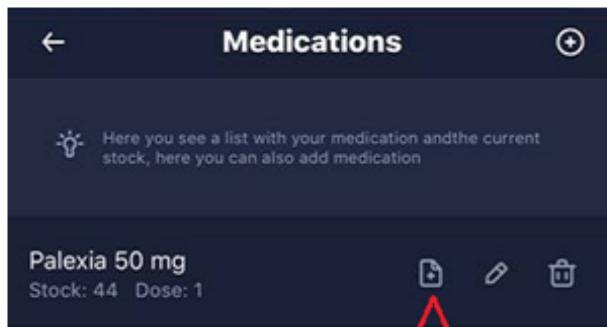 Medications
Here you see a list with your medication andthe current
stock, here you can also add medication
Palexia 50 mg
Stock: 44 Dose: 1